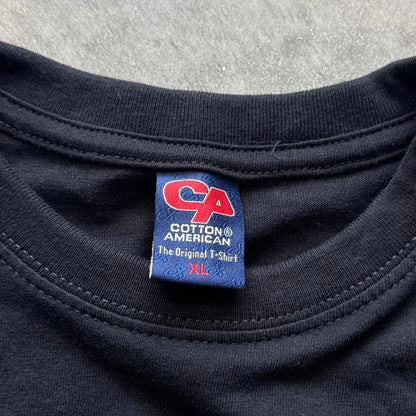 CA
COTTON®
AMERICAN
The Original T-Shirt
XL